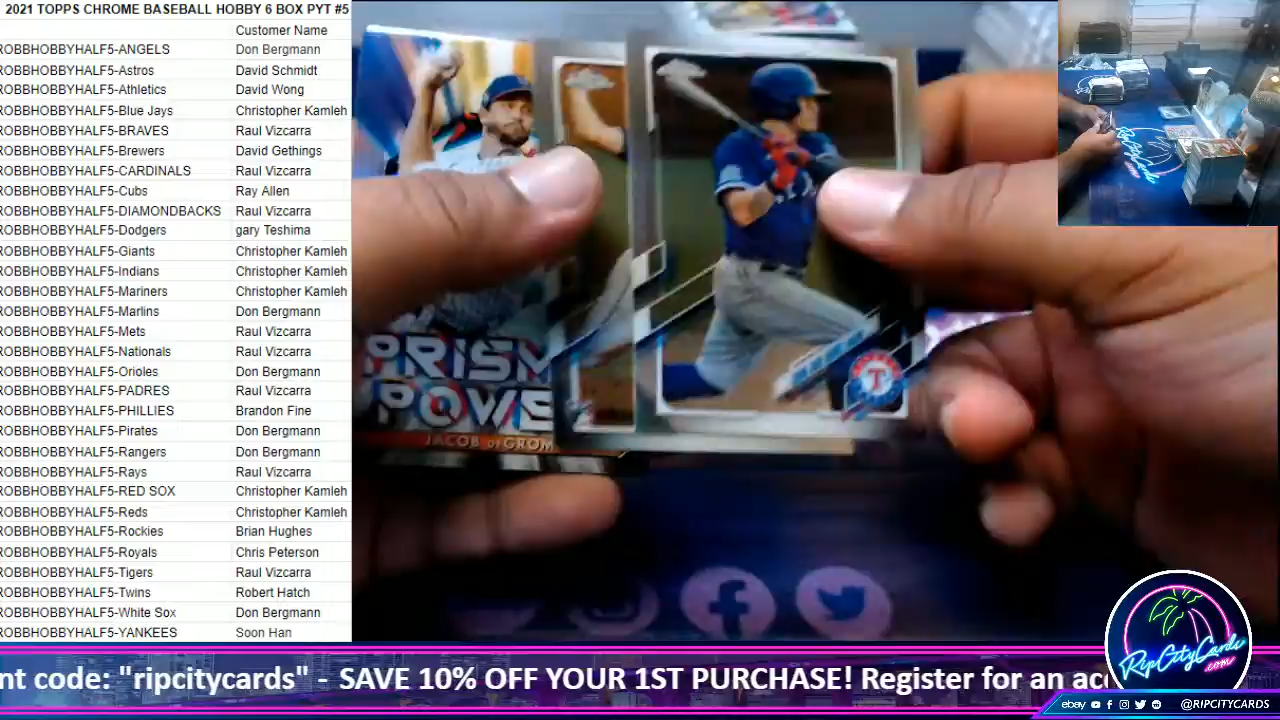 2021 TOPPS CHROME BASEBALL HOBBY 6 BOX PYT #5
Customer Name
ROBBHOBBYHALF5-ANGELS Don Bergmann
ROBBHOBBYHALF5-Astros David Schmidt
ROBBHOBBYHALF5-Athletics David Wong
ROBBHOBBYHALF5-Blue Jays Christopher Kamleh
ROBBHOBBYHALF5-BRAVES Raul Vizcarra
ROBBHOBBYHALF5-Brewers David Gethings
ROBBHOBBYHALF5-CARDINALS Raul Vizcarra
ROBBHOBBYHALF5-Cubs Ray Allen
ROBBHOBBYHALF5-DIAMONDBACKS Raul Vizcarra
ROBBHOBBYHALF5-Dodgers gary Teshima
ROBBHOBBYHALF5-Giants Christopher Kamleh
ROBBHOBBYHALF5-Indians Christopher Kamleh
ROBBHOBBYHALF5-Mariners Christopher Kamleh
ROBBHOBBYHALF5-Marlins Don Bergmann
ROBBHOBBYHALF5-Mets Raul Vizcarra
ROBBHOBBYHALF5-Nationals Raul Vizcarra
ROBBHOBBYHALF5-Orioles Don Bergmann
ROBBHOBBYHALF5-PADRES Raul Vizcarra
ROBBHOBBYHALF5-PHILLIES Brandon Fine
ROBBHOBBYHALF5-Pirates Don Bergmann
ROBBHOBBYHALF5-Rangers Don Bergmann
ROBBHOBBYHALF5-Rays Raul Vizcarra
ROBBHOBBYHALF5-RED SOX Christopher Kamleh
ROBBHOBBYHALF5-Reds Christopher Kamleh
ROBBHOBBYHALF5-Rockies Brian Hughes
ROBBHOBBYHALF5-Royals Chris Peterson
ROBBHOBBYHALF5-Tigers Raul Vizcarra
ROBBHOBBYHALF5-Twins Robert Hatch
ROBBHOBBYHALF5-White Sox Don Bergmann
ROBBHOBBYHALF5-YANKEES Soon Han
PRISM
POWE
JACOB deGROM
T
nt code: "ripcitycards" - SAVE 10% OFF YOUR 1ST PURCHASE! Register for an acc
RipCityCards
.com
ebay @RIPCITYCARDS